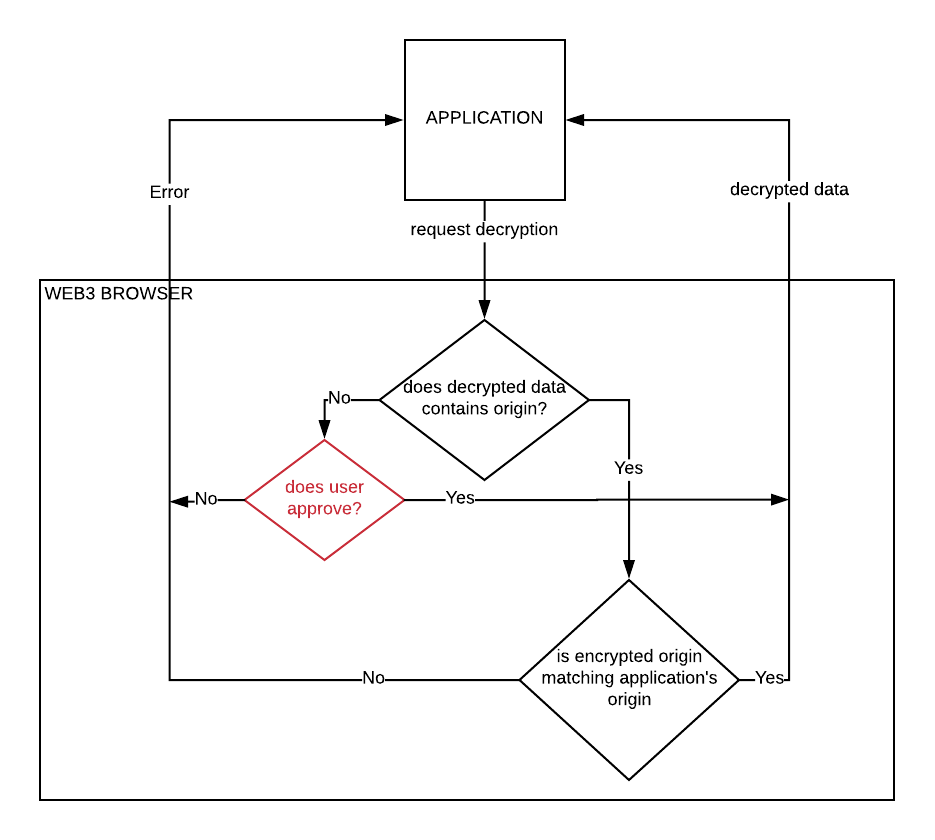 APPLICATION
Error
decrypted data
request decryption
WEB3 BROWSER
does decrypted data
contains origin?
No
Yes
does user
approve?
No
Yes
is encrypted origin
matching application's
origin
No
Yes